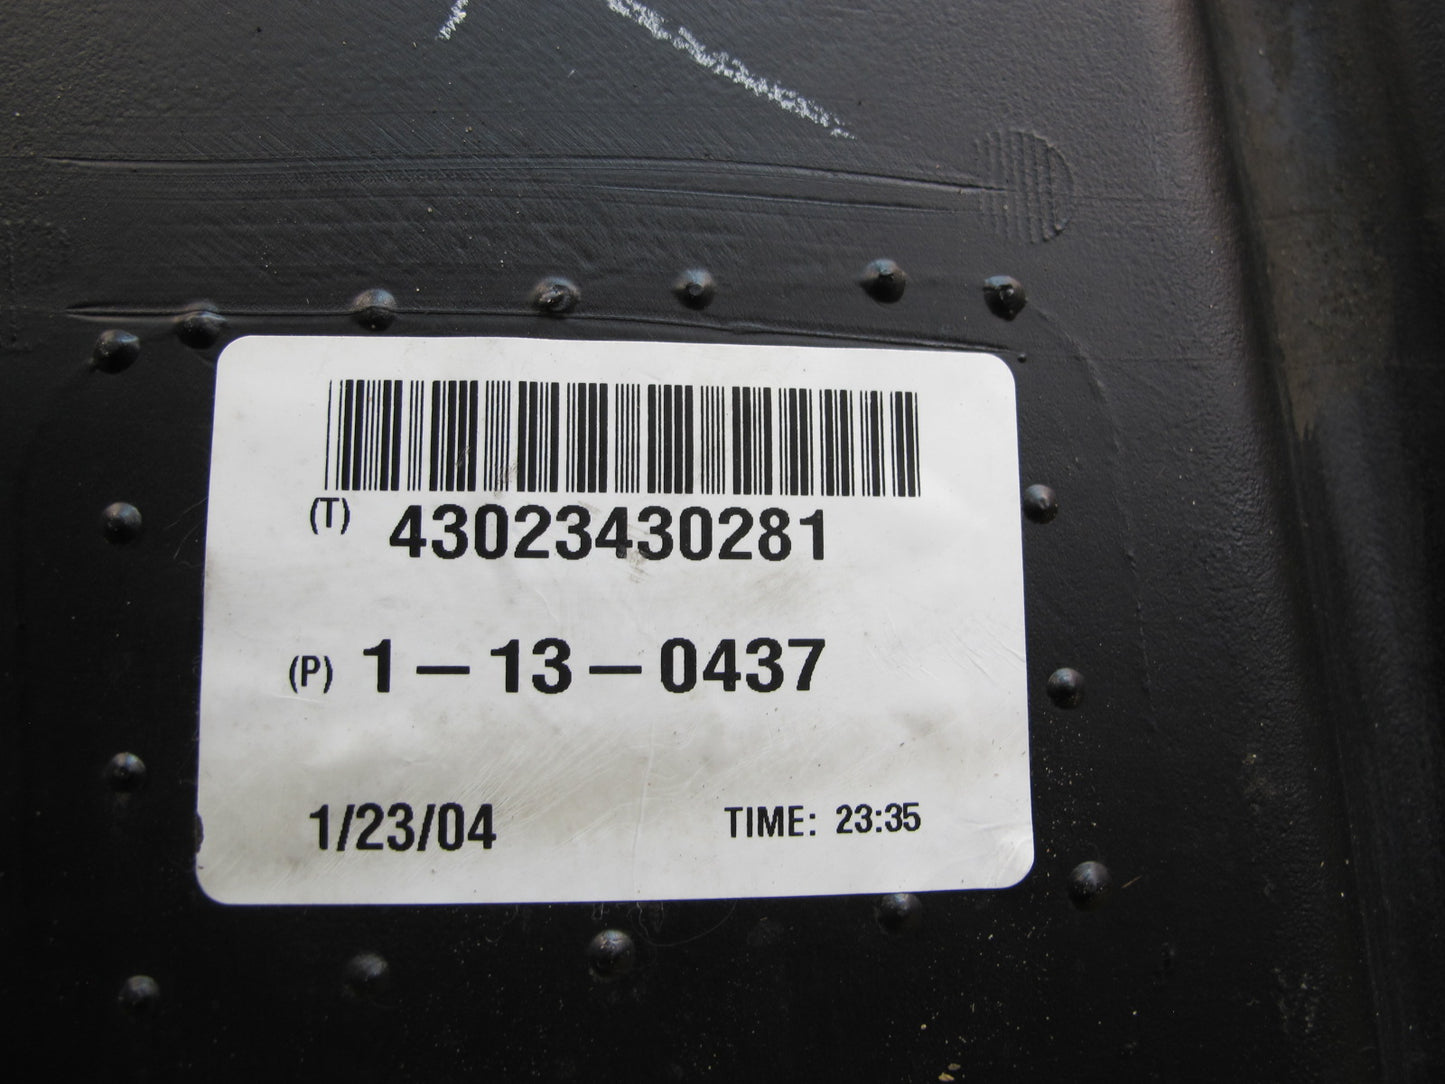 (T) 43023430281
(P) 1-13-0437
1/23/04 TIME: 23:35